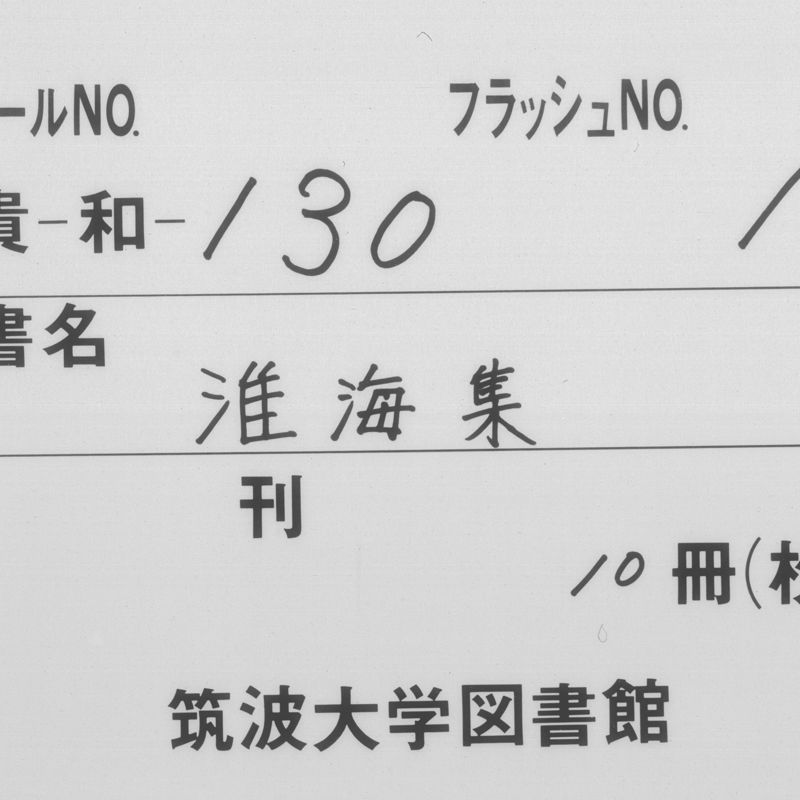 ールNO. フラッシュNO.
貴-和-130 1
書名
淮海集
刊
10冊(枚
筑波大学図書館